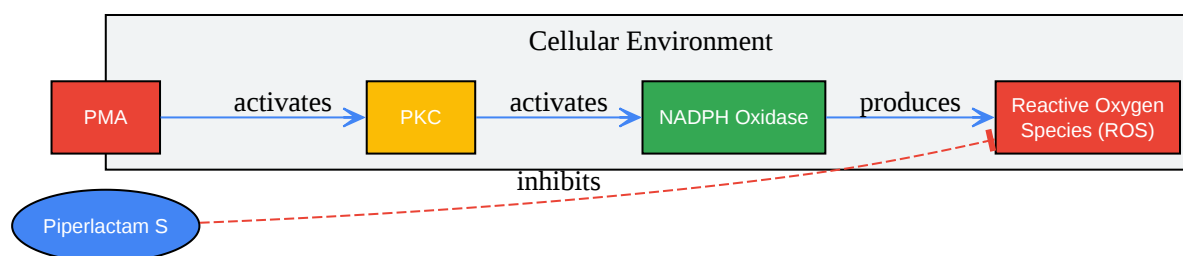 Cellular Environment
PMA
activates
PKC
activates
NADPH Oxidase
produces
Reactive Oxygen
Species (ROS)
inhibits
Piperlactam S